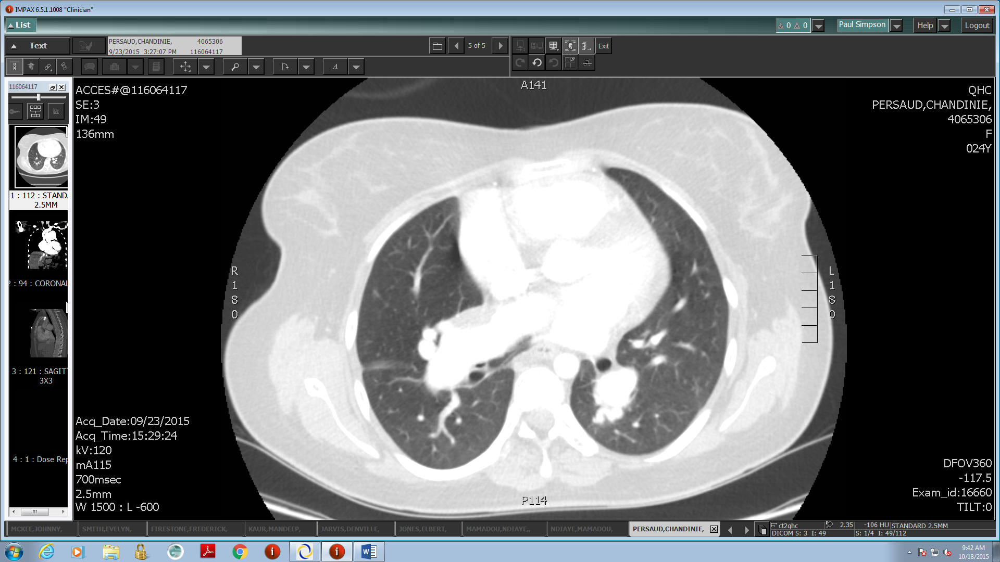 IMPAX 6.5.1.1008 "Clinician"
List
0 0
Paul Simpson
Help
Logout
Text
PERSAUD,CHANDINIE, 4065306
9/23/2015 3:27:07 PM 116064117
5 of 5
Exit
A
116064117
1 : 112 : STAND
2.5MM
2 : 94 : CORONAL
3 : 121 : SAGIT
3X3
4 : 1 : Dose Rep
ACCES#@116064117
SE:3
IM:49
136mm
A141
QHC
PERSAUD,CHANDINIE,
4065306
F
024Y
R
1
8
0
L
1
8
0
Acq_Date:09/23/2015
Acq_Time:15:29:24
kV:120
mA115
700msec
2.5mm
W 1500 : L -600
P114
DFOV360
-117.5
Exam_id:16660
TILT:0
MCKEE,JOHNNY,
SMITH,EVELYN,
FIRESTONE,FREDERICK,
KAUR,MANDEEP,
JARVIS,DENVILLE,
JONES,ELBERT,
MAMADOU,NDIAYE,,
NDIAYE,MAMADOU,
PERSAUD,CHANDINIE,
ct2qhc 2.35 -106 HU STANDARD 2.5MM
DICOM S: 3 I: 49 S: 1/4 I: 49/112
9:42 AM
10/18/2015